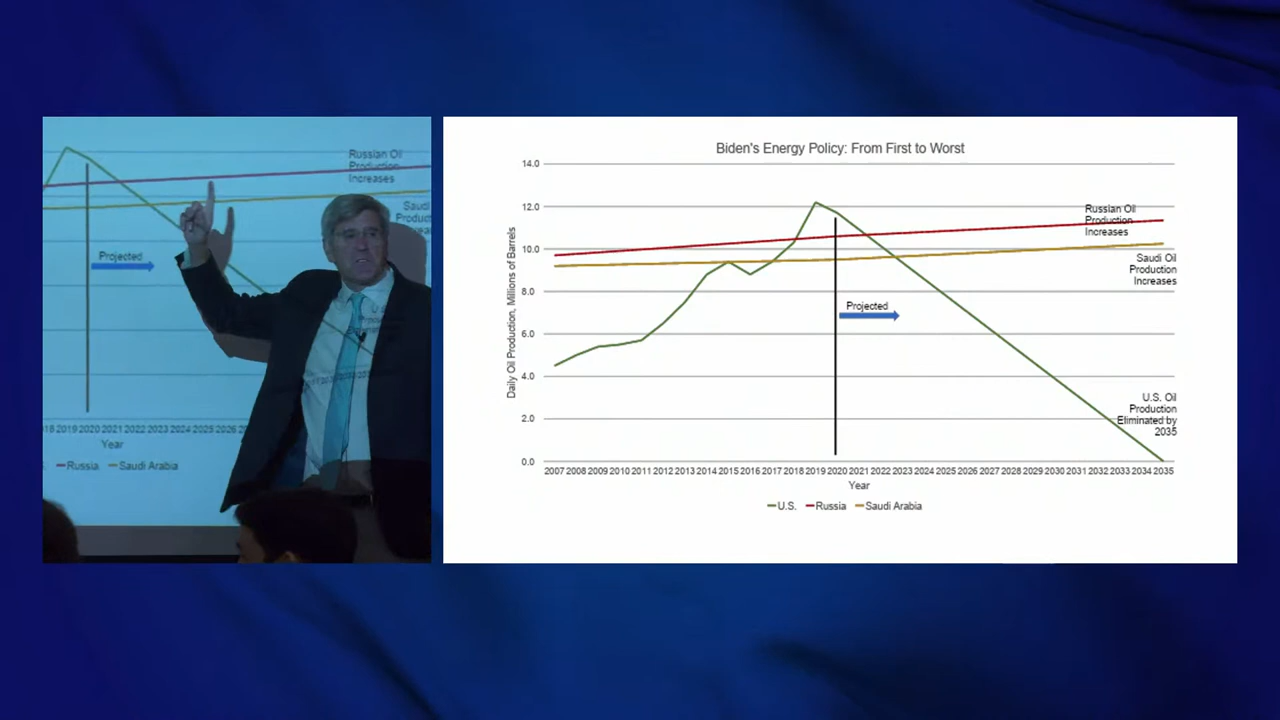 Russian Oil
Production
Increases
Saudi
Projected
2019 2020 2021 2022 2023 2024 2025 2026
Year
Russia
Saudi Arabia
Biden's Energy Policy: From First to Worst
14.0
12.0
10.0
8.0
6.0
4.0
2.0
0.0
Daily Oil Production, Millions of Barrels
Russian Oil
Production
Increases
Saudi Oil
Production
Increases
Projected
U.S. Oil
Production
Eliminated by
2035
2007 2008 2009 2010 2011 2012 2013 2014 2015 2016 2017 2018 2019 2020 2021 2022 2023 2024 2025 2026 2027 2028 2029 2030 2031 2032 2033 2034 2035
Year
U.S. Russia Saudi Arabia